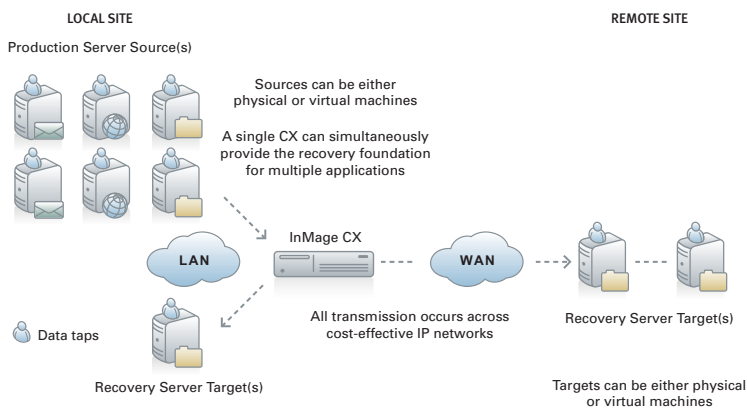 LOCAL SITE
REMOTE SITE
Production Server Source(s)
Sources can be either
physical or virtual machines
A single CX can simultaneously
provide the recovery foundation
for multiple applications
InMage CX
LAN
WAN
All transmission occurs across
cost-effective IP networks
Recovery Server Target(s)
Data taps
Recovery Server Target(s)
Targets can be either physical
or virtual machines